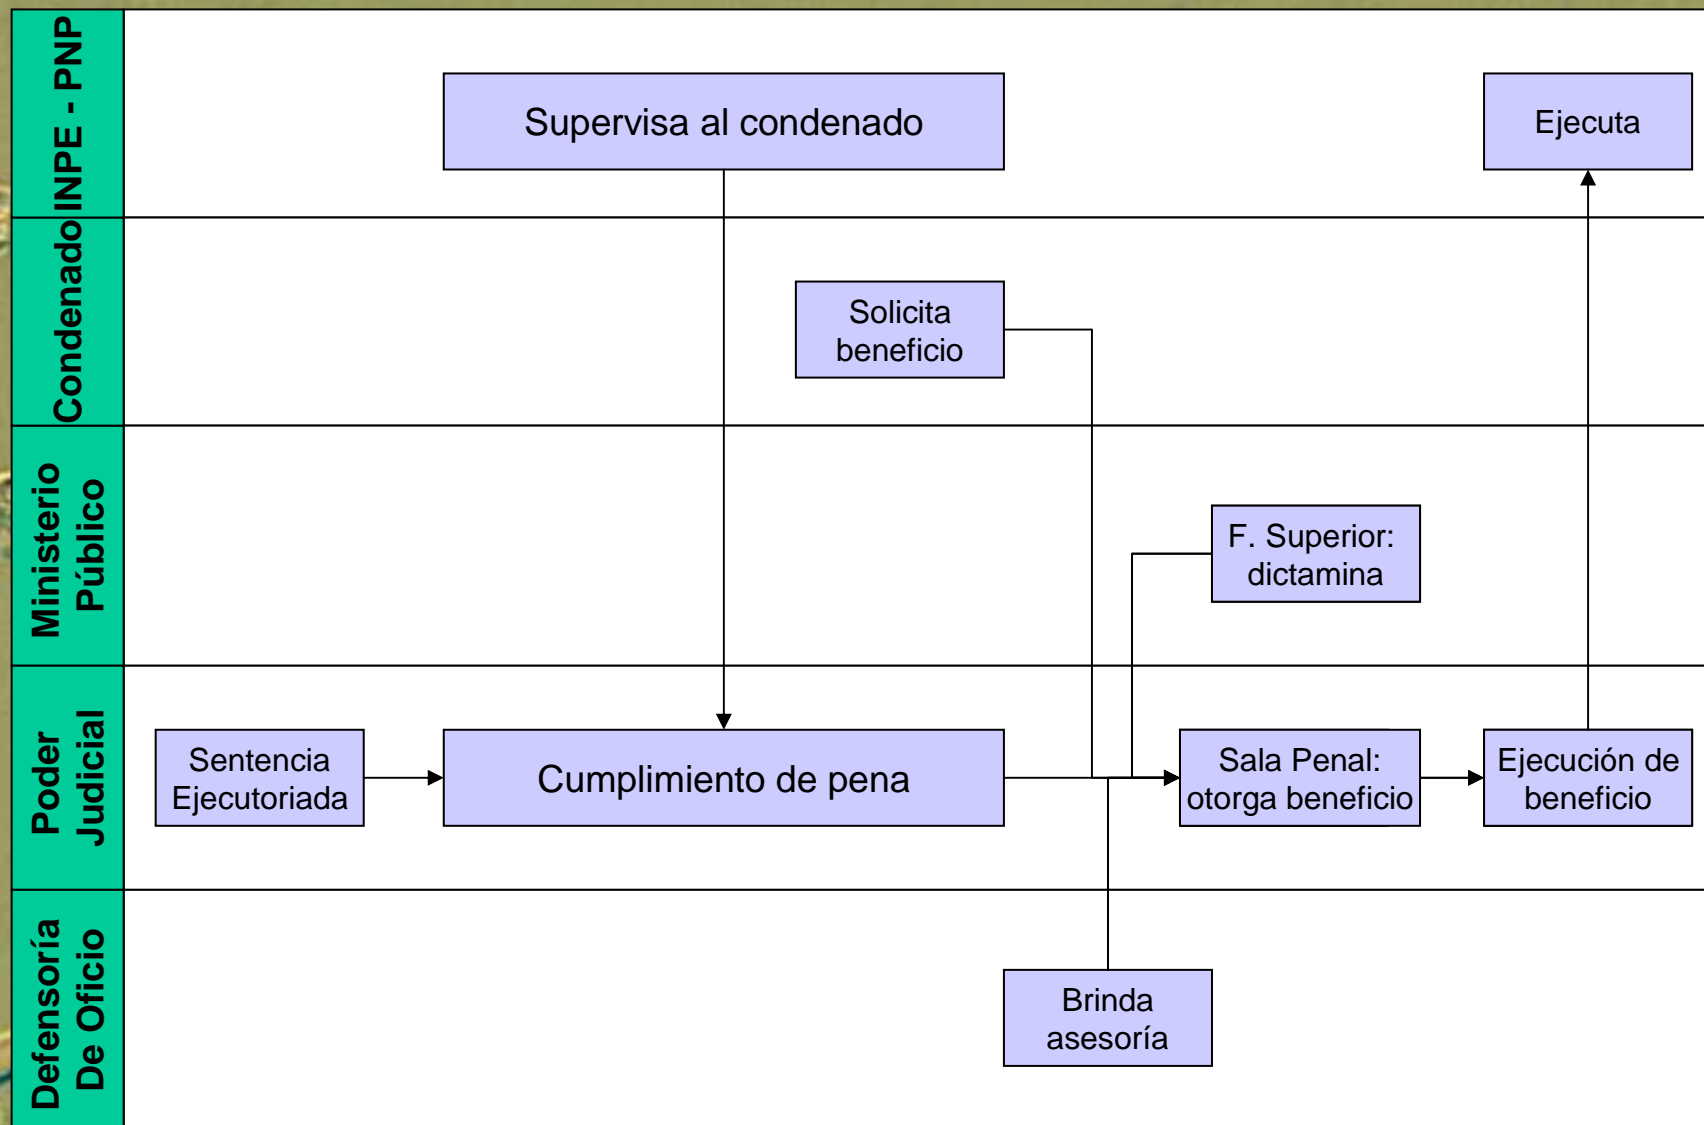 INPE - PNP
Supervisa al condenado
Ejecuta
Condenado
Solicita
beneficio
Ministerio
Público
F. Superior:
dictamina
Poder
Judicial
Sentencia
Ejecutoriada
Cumplimiento de pena
Sala Penal:
otorga beneficio
Ejecución de
beneficio
Defensoría
De Oficio
Brinda
asesoría